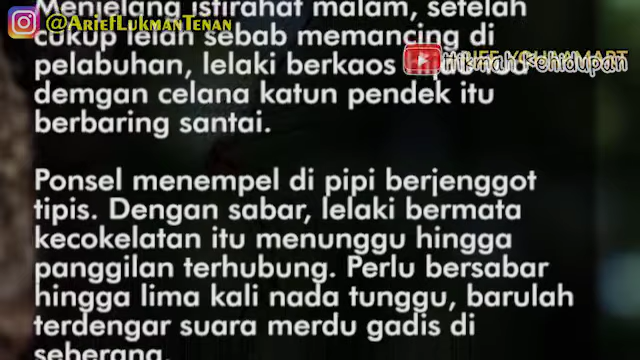 @AriefLukmanTenan
Menjelang istirahat malam, setelah
cukup lelah sebab memancing di
pelabuhan, lelaki berkaos
Hikmah Kehidupan
demgan celana katun pendek itu
berbaring santai.
Ponsel menempel di pipi berjenggot
tipis. Dengan sabar, lelaki bermata
kecokelatan itu menunggu hingga
panggilan terhubung. Perlu bersabar
hingga lima kali nada tunggu, barulah
terdengar suara merdu gadis di
seberang.